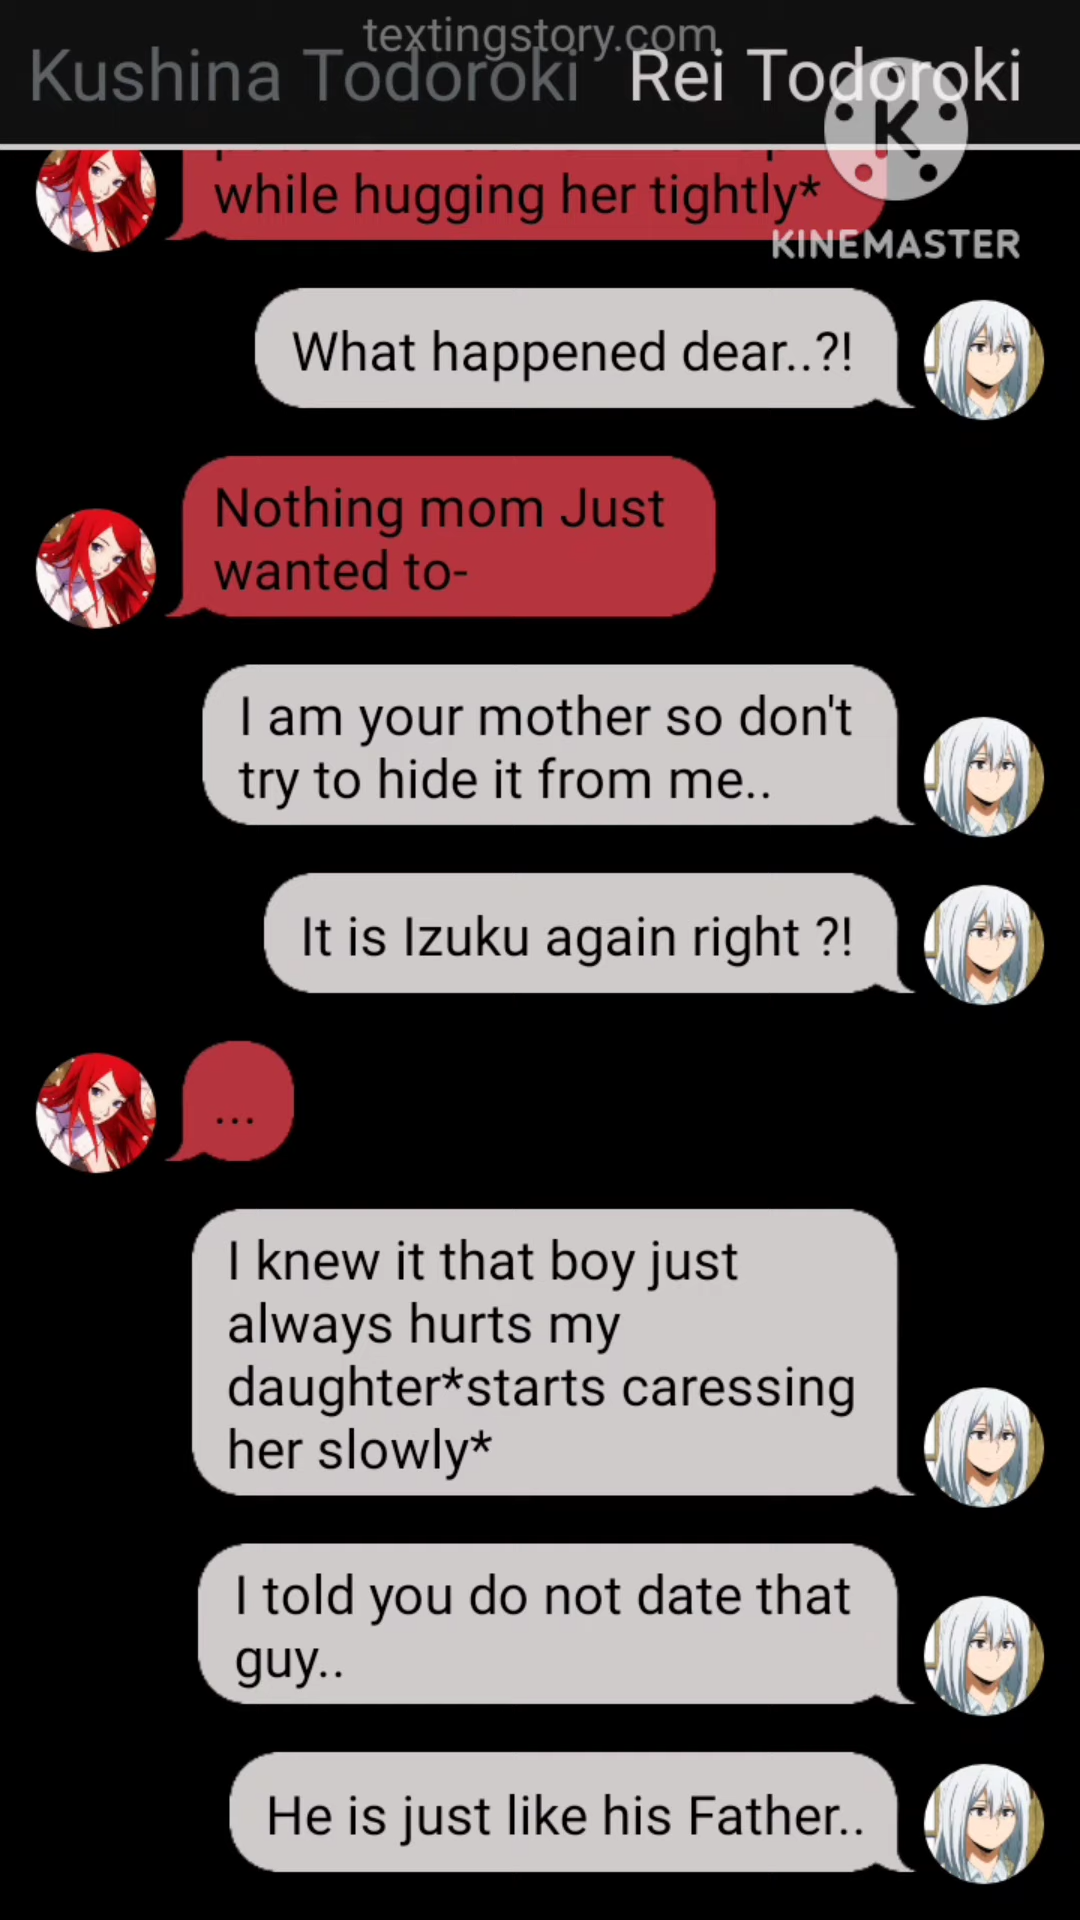 textingstory.com
Kushina Todoroki Rei Todoroki
K
KINEMASTER
while hugging her tightly*
What happened dear..?!
Nothing mom Just
wanted to-
I am your mother so don't
try to hide it from me..
It is Izuku again right ?!
...
I knew it that boy just
always hurts my
daughter*starts caressing
her slowly*
I told you do not date that
guy..
He is just like his Father..